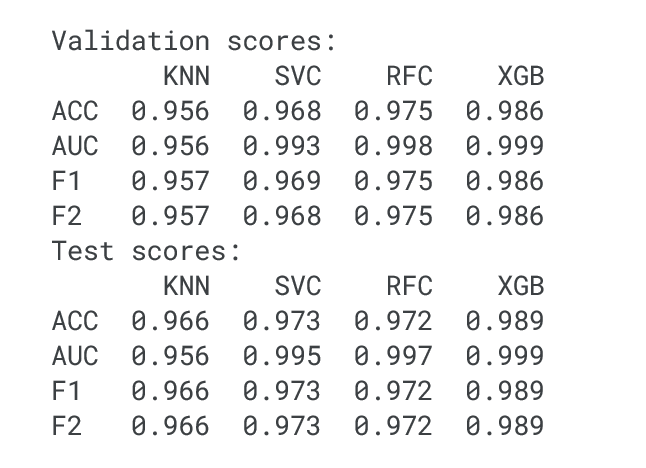 Validation scores:
KNN SVC RFC XGB
ACC 0.956 0.968 0.975 0.986
AUC 0.956 0.993 0.998 0.999
F1 0.957 0.969 0.975 0.986
F2 0.957 0.968 0.975 0.986
Test scores:
KNN SVC RFC XGB
ACC 0.966 0.973 0.972 0.989
AUC 0.956 0.995 0.997 0.999
F1 0.966 0.973 0.972 0.989
F2 0.966 0.973 0.972 0.989